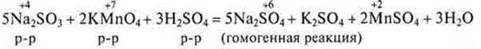 +4 +7 +6 +2
5Na₂SO₃ + 2KMnO₄ + 3H₂SO₄ = 5Na₂SO₄ + K₂SO₄ + 2MnSO₄ + 3H₂O
р-р р-р р-р (гомогенная реакция)